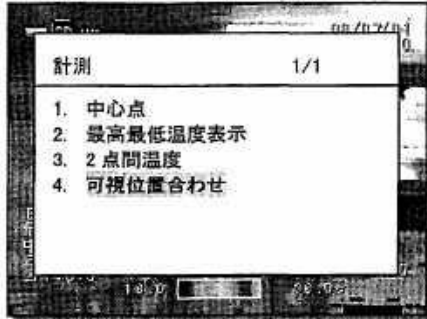 計測 1/1
1. 中心点
2. 最高最低温度表示
3. 2点間温度
4. 可視位置合わせ